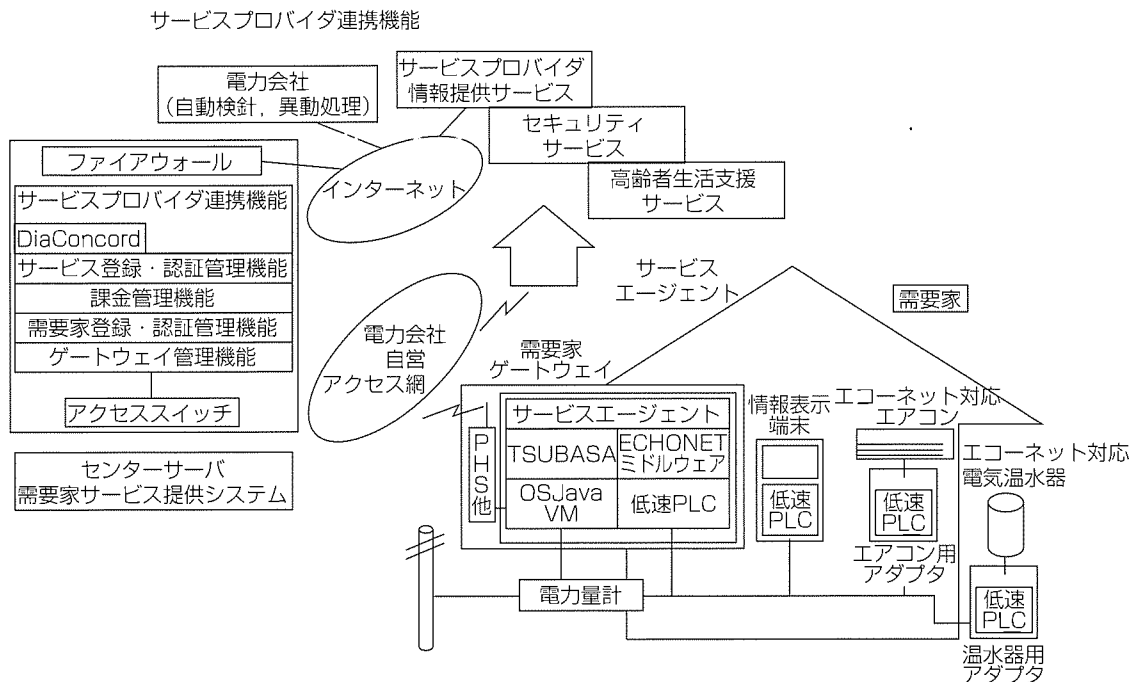 サービスプロバイダ連携機能
電力会社
(自動検針，異動処理)
サービスプロバイダ
情報提供サービス
セキュリティ
サービス
高齢者生活支援
サービス
インターネット
ファイアウォール
サービスプロバイダ連携機能
DiaConcord
サービス登録・認証管理機能
課金管理機能
需要家登録・認証管理機能
ゲートウェイ管理機能
アクセススイッチ
センターサーバ
需要家サービス提供システム
電力会社
自営
アクセス網
サービス
エージェント
需要家
需要家
ゲートウェイ
サービスエージェント
TSUBASA
ECHONET
ミドルウェア
OSJava
VM
低速PLC
PHS他
情報表示
端末
低速
PLC
エコーネット対応
エアコン
低速
PLC
エアコン用
アダプタ
エコーネット対応
電気温水器
低速
PLC
温水器用
アダプタ
電力量計